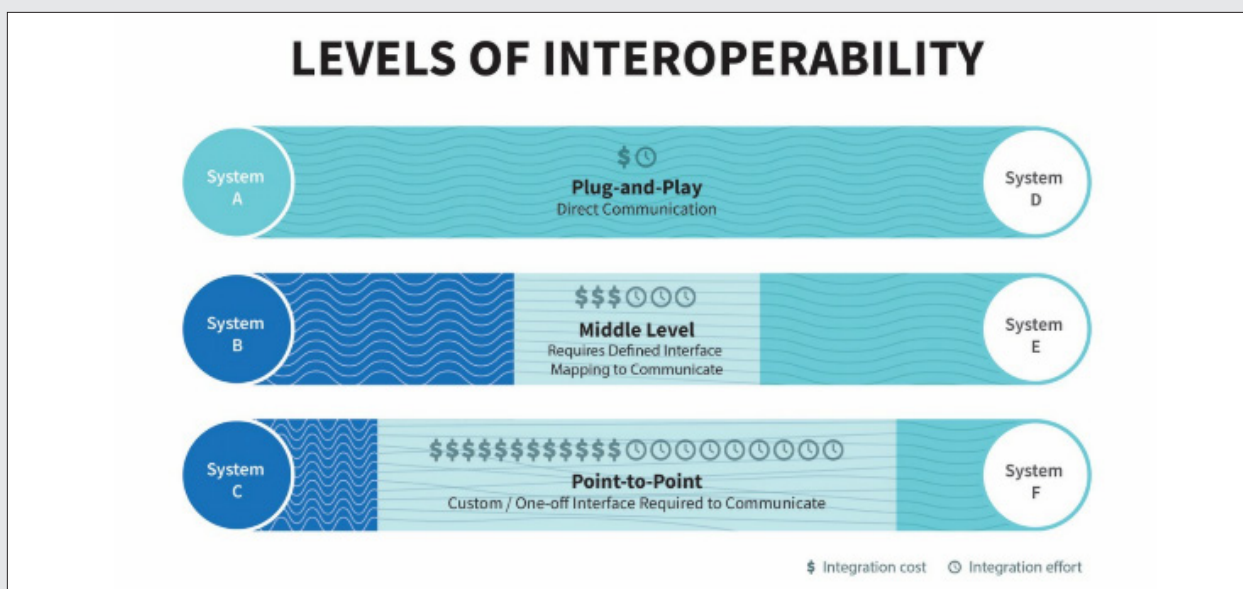 LEVELS OF INTEROPERABILITY
System
A
$
Plug-and-Play
Direct Communication
System
D
System
B
$$$
Middle Level
Requires Defined Interface
Mapping to Communicate
System
E
System
C
$$$$$$$$$$$$
Point-to-Point
Custom / One-off Interface Required to Communicate
System
F
$ Integration cost
Integration effort